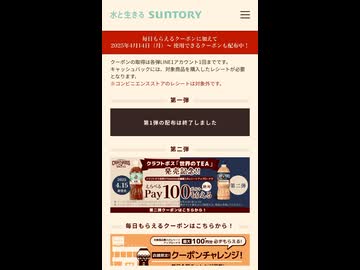 水と生きる SUNTORY
毎日もらえるクーポンに加えて
2025年4月14日（月）～ 使用できるクーポンも配布中！
クーポンの取得は各弾LINE1アカウント1回までです。
キャッシュバックには、対象商品を購入したレシートが必要
となります。
※コンビニエンスストアのレシートは対象外です。
第一弾
第1弾の配布は終了しました
第二弾
クラフトボス「世界のTEA」
発売記念!!
2025
4.15
えらべる
Pay
100
第二弾
第二弾クーポンはこちらから！
毎日もらえるクーポンはこちらから！
最大100円分必ずもらえる!
クーポンチャレンジ!